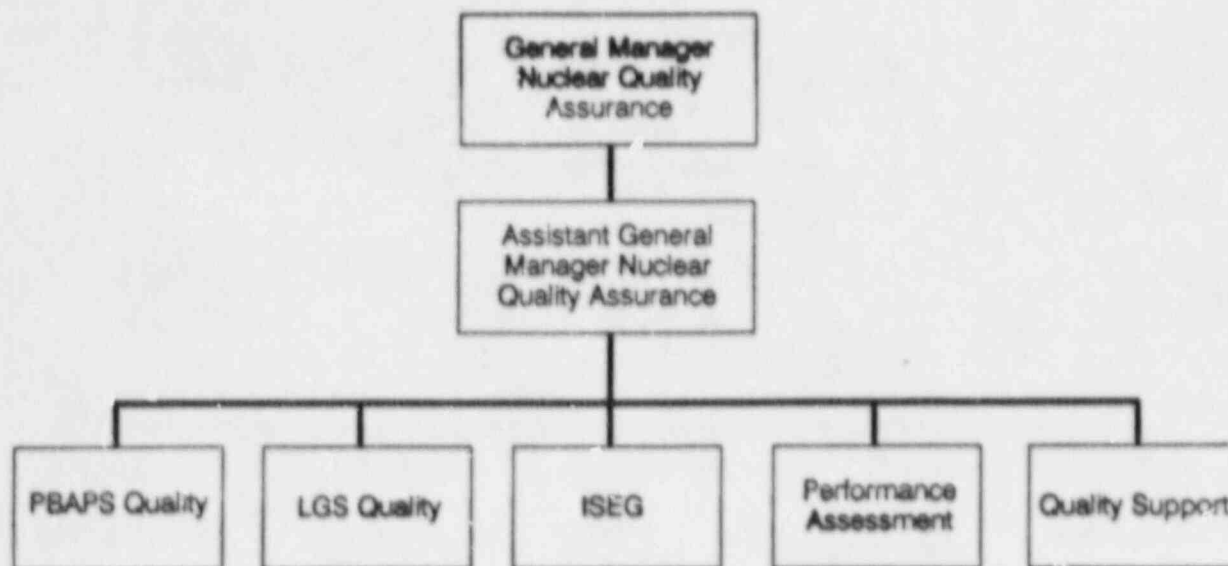 General Manager
Nuclear Quality
Assurance
Assistant General
Manager Nuclear
Quality Assurance
PBAPS Quality
LGS Quality
ISEG
Performance
Assessment
Quality Support